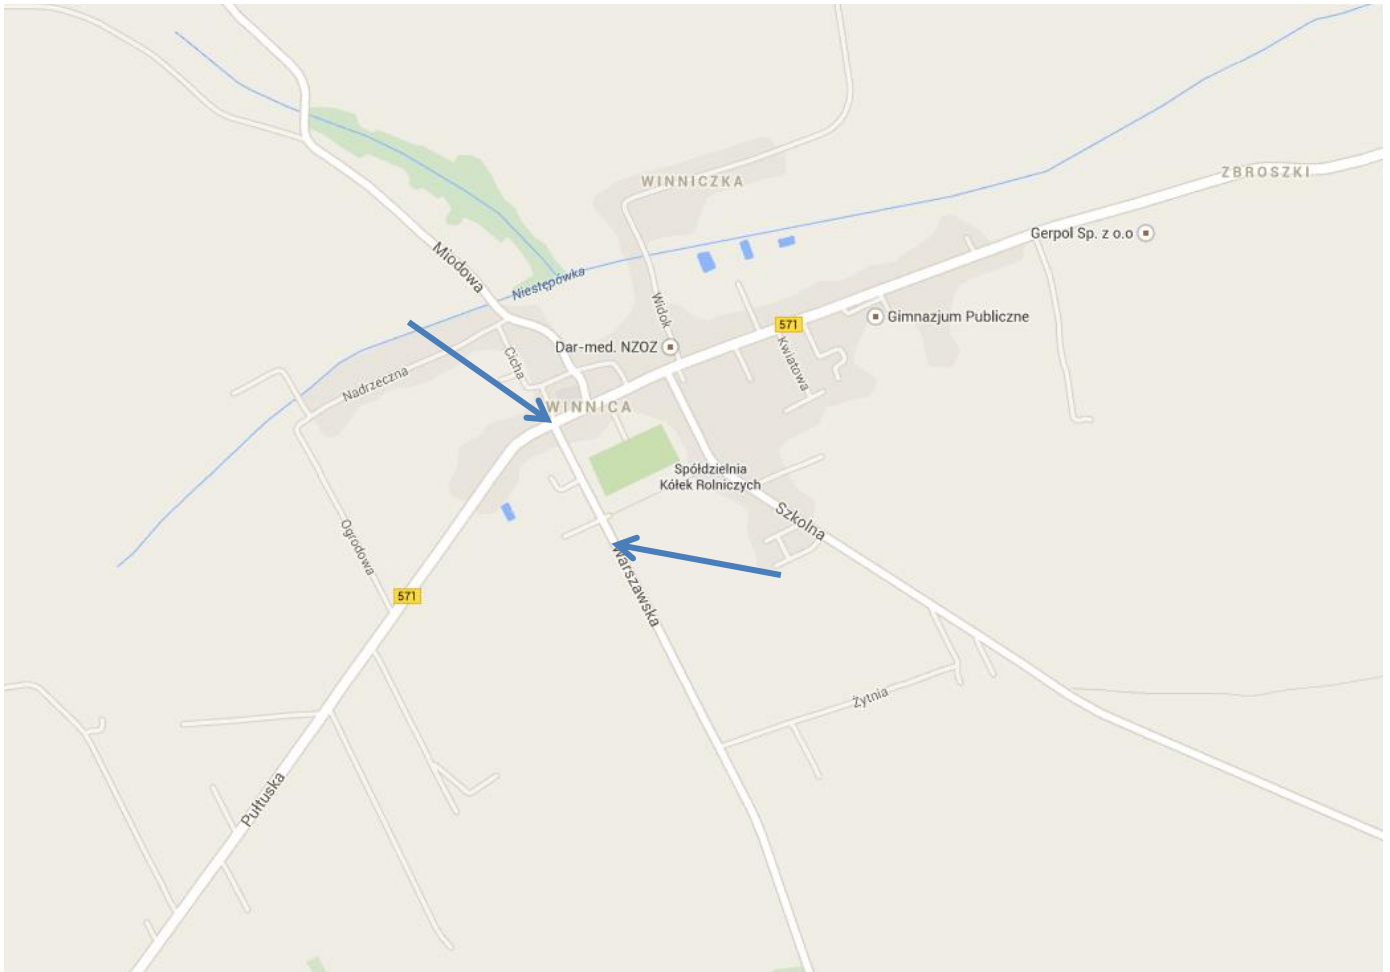 WINNICZKA
ZBROSZKI
Gerpol Sp. z o.o
Miodowa
Niestępówka
Widok
571
Gimnazjum Publiczne
Dar-med. NZOZ
Cicha
Kwiatowa
Nadrzeczna
WINNICA
Spółdzielnia
Kółek Rolniczych
Szkolna
Ogrodowa
Warszawska
571
Żytnia
Pułtuska